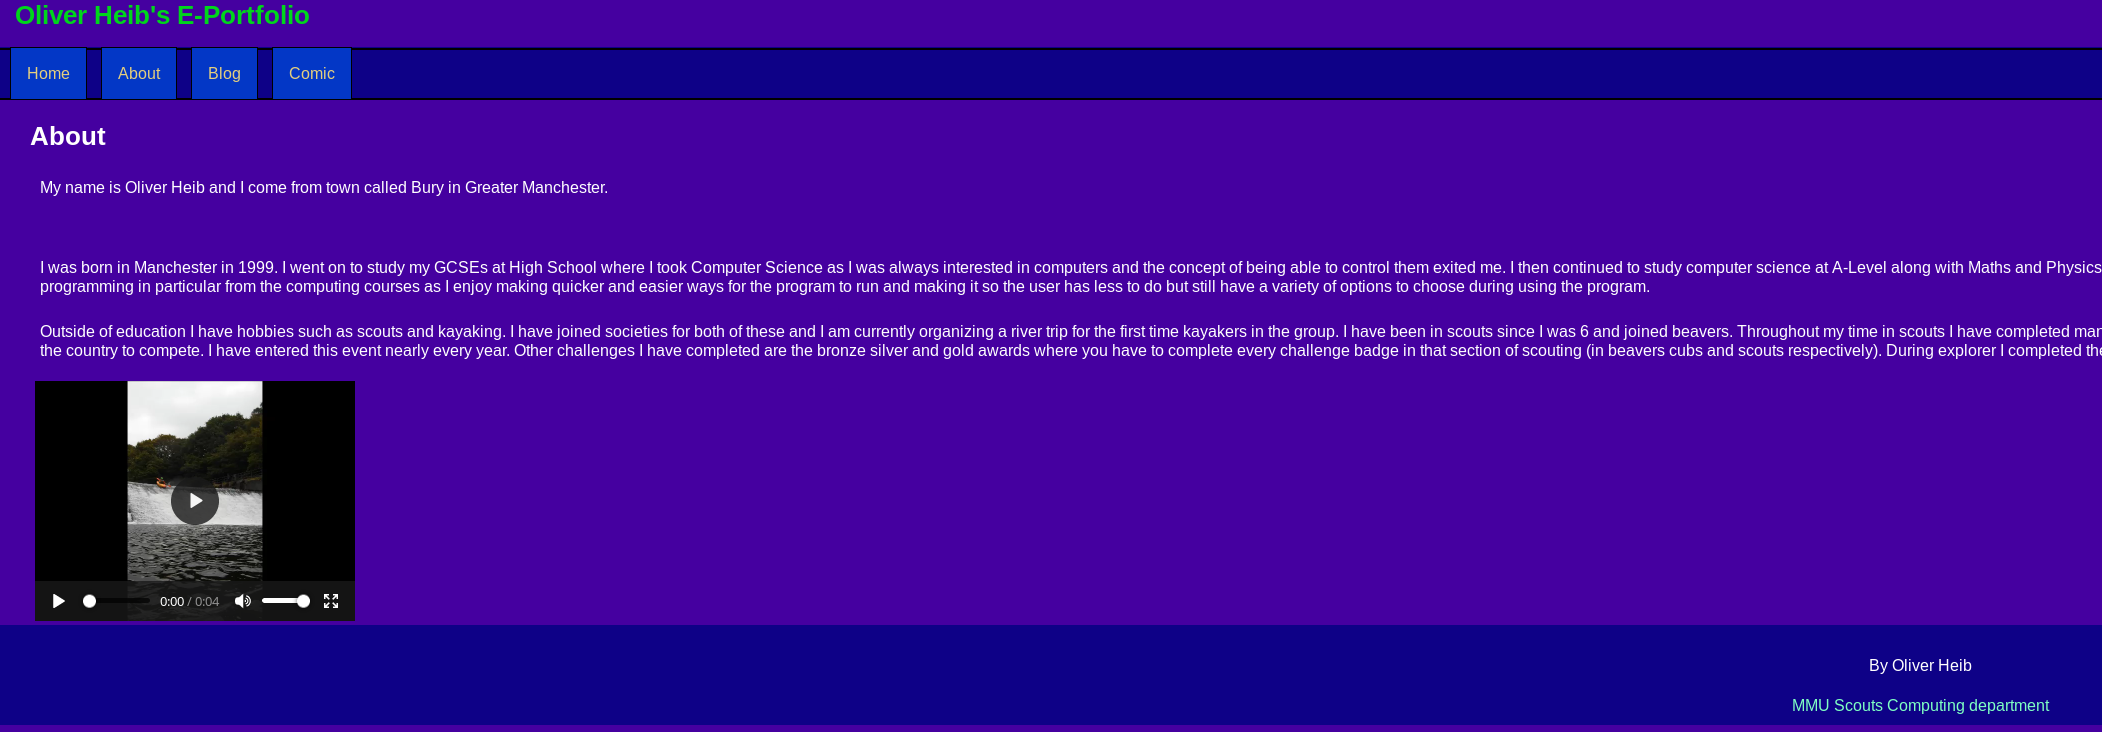 Oliver Heib's E-Portfolio
Home About Blog Comic
About
My name is Oliver Heib and I come from town called Bury in Greater Manchester.
I was born in Manchester in 1999. I went on to study my GCSEs at High School where I took Computer Science as I was always interested in computers and the concept of being able to control them exited me. I then continued to study computer science at A-Level along with Maths and Physics
programming in particular from the computing courses as I enjoy making quicker and easier ways for the program to run and making it so the user has less to do but still have a variety of options to choose during using the program.
Outside of education I have hobbies such as scouts and kayaking. I have joined societies for both of these and I am currently organizing a river trip for the first time kayakers in the group. I have been in scouts since I was 6 and joined beavers. Throughout my time in scouts I have completed
the country to compete. I have entered this event nearly every year. Other challenges I have completed are the bronze silver and gold awards where you have to complete every challenge badge in that section of scouting (in beavers cubs and scouts respectively). During explorer I completed
0:00 / 0:04
By Oliver Heib
MMU Scouts Computing department